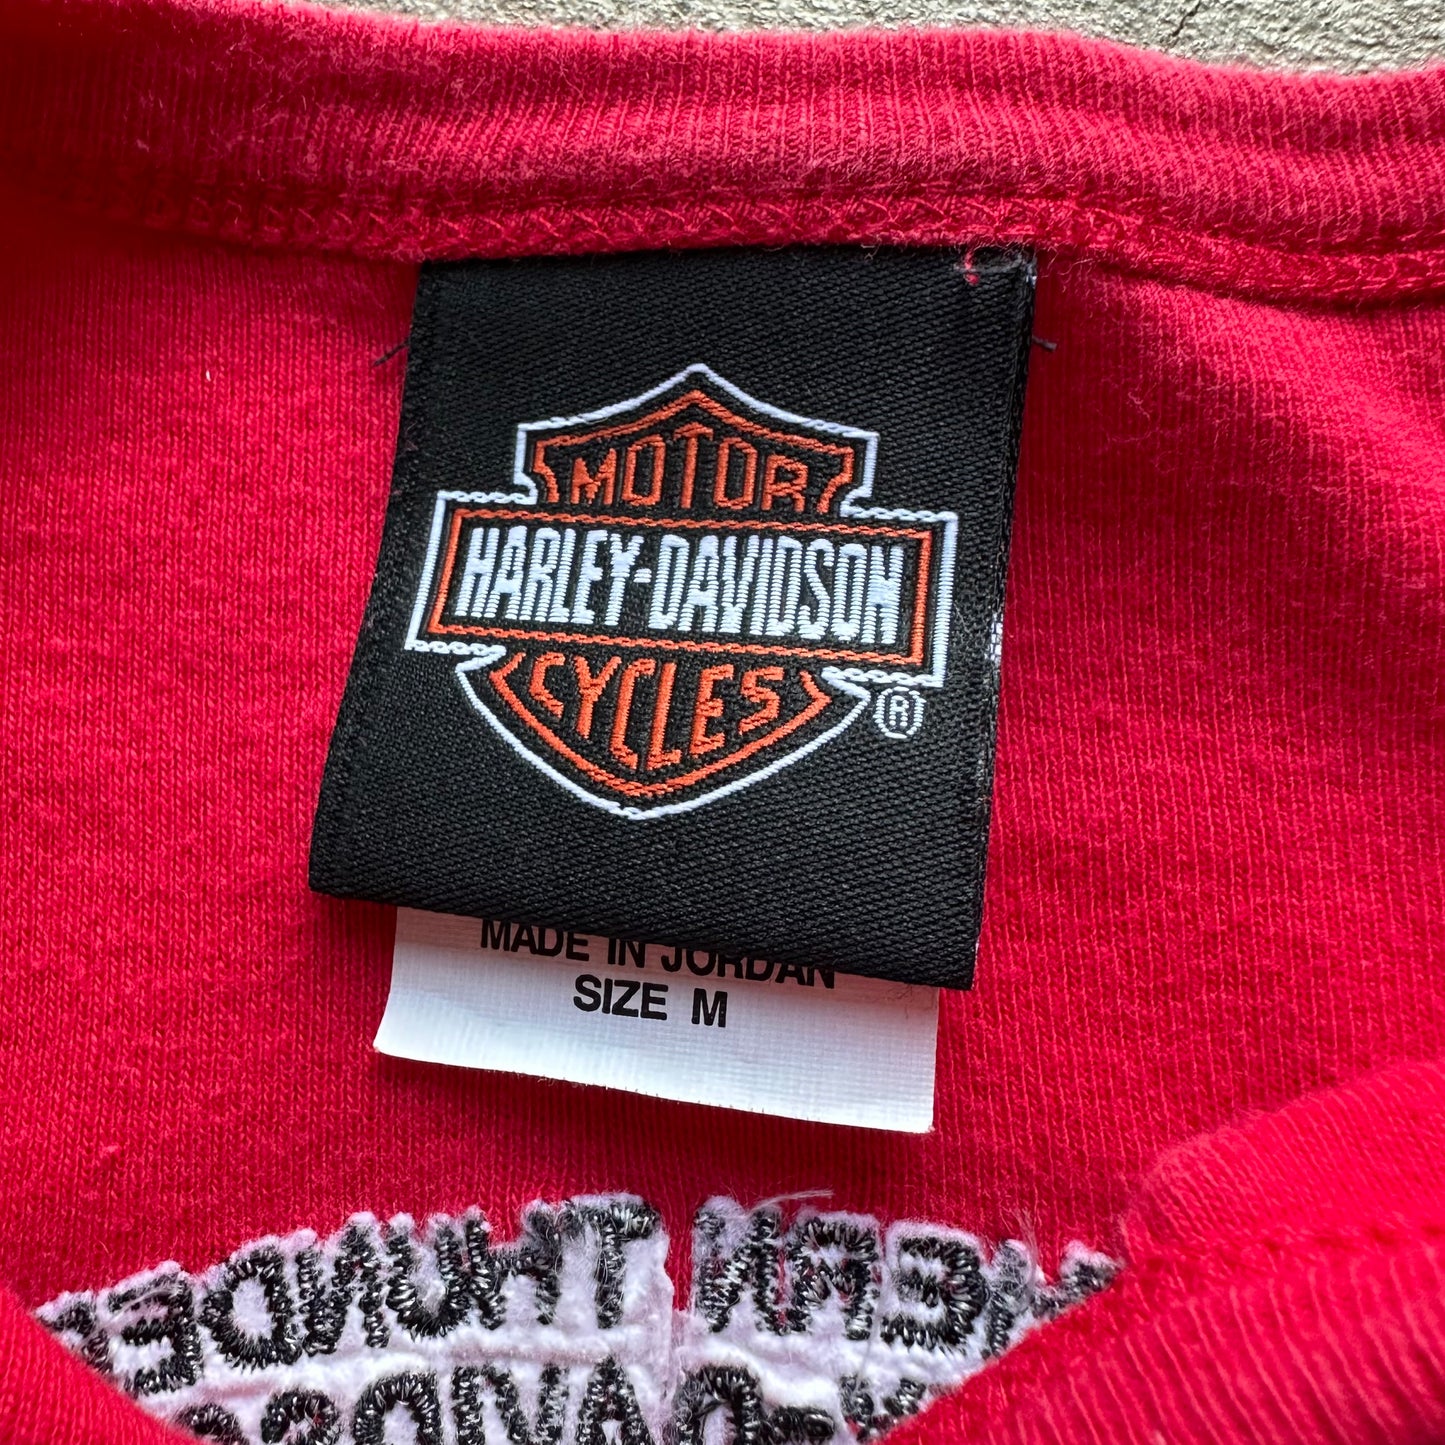 MOTOR
HARLEY-DAVIDSON
CYCLES
®
MADE IN JORDAN
SIZE M